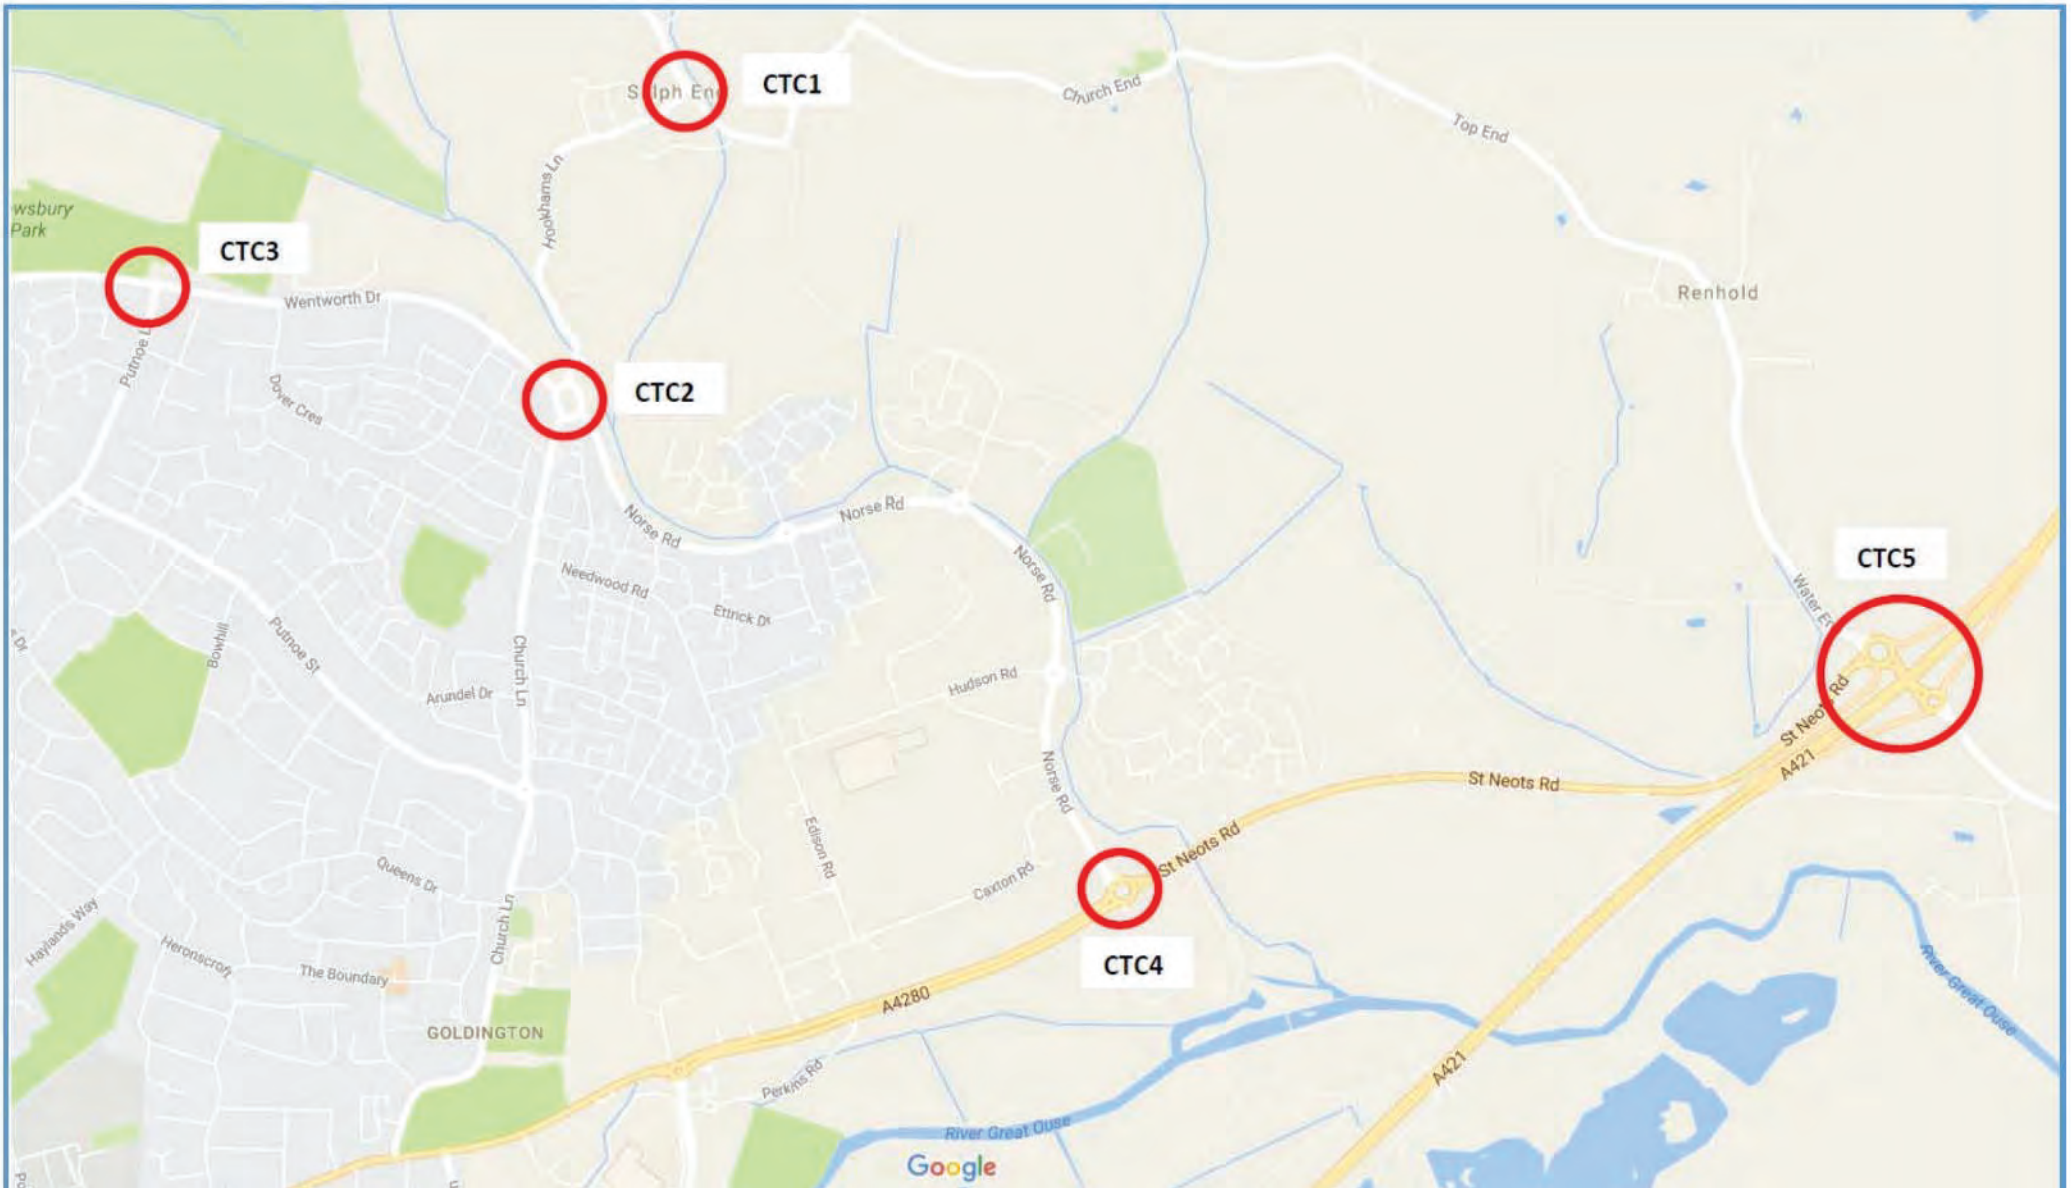 CTC1
Salph End
Church End
Top End
wsbury
Park
CTC3
Hookhams Ln
Wentworth Dr
Renhold
Putnoe L
Dover Cres
CTC2
Norse Rd
Norse Rd
Norse Rd
CTC5
Needwood Rd
Ettrick Dr
Water En
Putnoe St
Bowhill
Church Ln
Arundel Dr
Hudson Rd
St Neots Rd
A421
Norse Rd
St Neots Rd
Edison Rd
St Neots Rd
Caxton Rd
Queens Dr
Church Ln
Haylands Way
Heronscroft
The Boundary
CTC4
A4280
River Great Ouse
GOLDINGTON
A421
Perkins Rd
River Great Ouse
Google